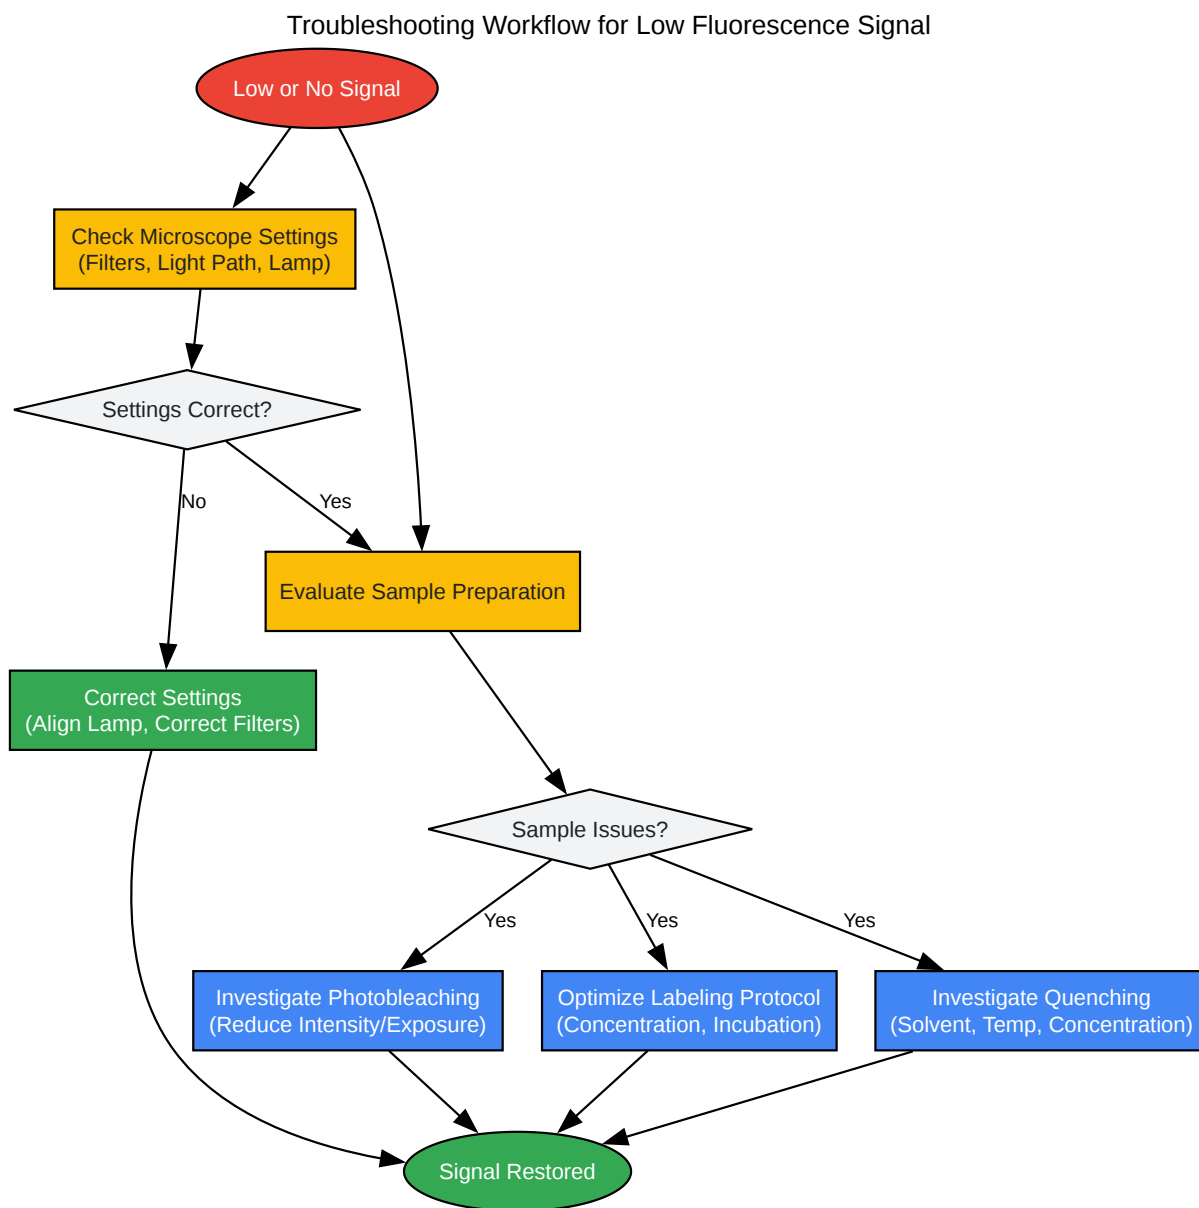 Troubleshooting Workflow for Low Fluorescence Signal
Low or No Signal
Check Microscope Settings
(Filters, Light Path, Lamp)
Settings Correct?
No
Yes
Evaluate Sample Preparation
Correct Settings
(Align Lamp, Correct Filters)
Sample Issues?
Yes
Yes
Yes
Investigate Photobleaching
(Reduce Intensity/Exposure)
Optimize Labeling Protocol
(Concentration, Incubation)
Investigate Quenching
(Solvent, Temp, Concentration)
Signal Restored